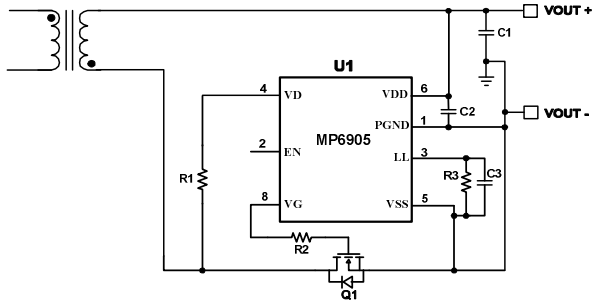 VOUT +
C1
U1
4
VD
VDD
6
C2
VOUT -
PGND
1
MP6905
2
EN
LL
3
R3
C3
R1
8
VG
VSS
5
R2
Q1